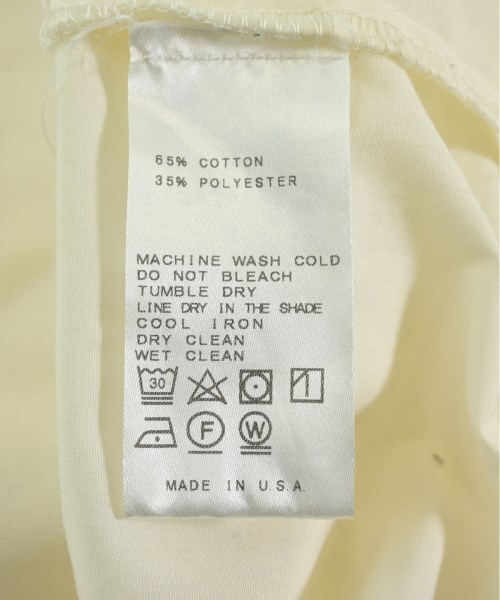 65% COTTON
35% POLYESTER
MACHINE WASH COLD
DO NOT BLEACH
TUMBLE DRY
LINE DRY IN THE SHADE
COOL IRON
DRY CLEAN
WET CLEAN
30
F W
MADE IN U.S.A.